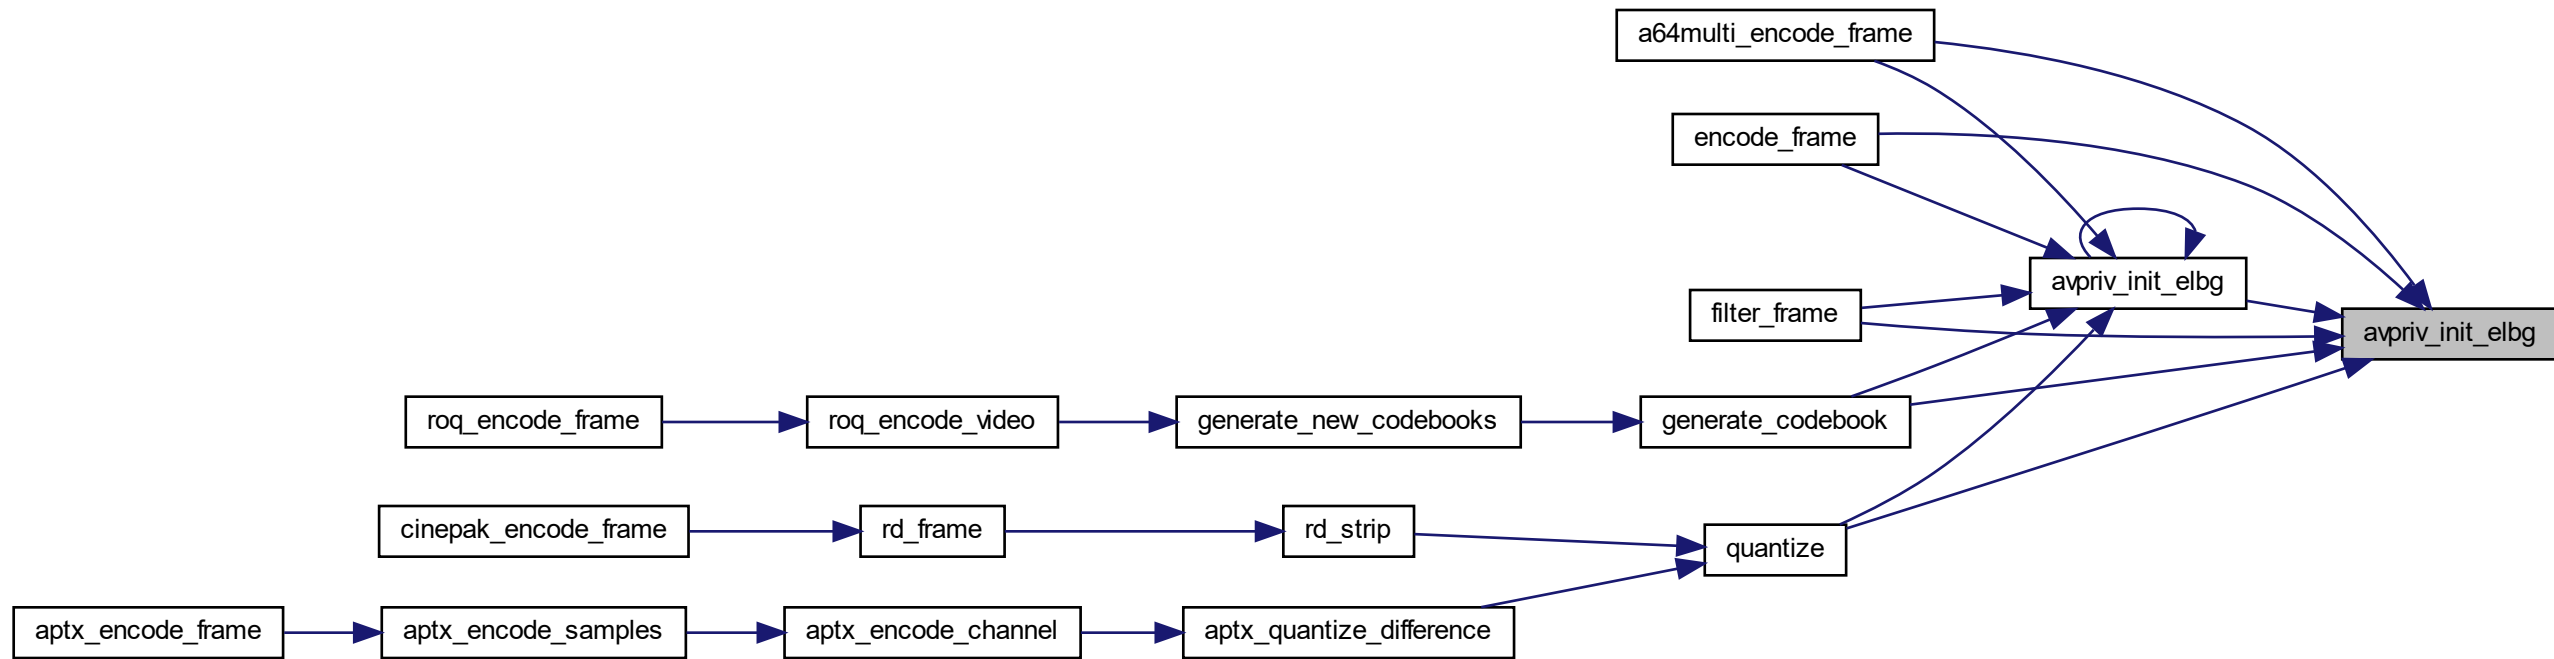 a64multi_encode_frame
encode_frame
avpriv_init_elbg
filter_frame
avpriv_init_elbg
roq_encode_frame
roq_encode_video
generate_new_codebooks
generate_codebook
cinepak_encode_frame
rd_frame
rd_strip
quantize
aptx_encode_frame
aptx_encode_samples
aptx_encode_channel
aptx_quantize_difference